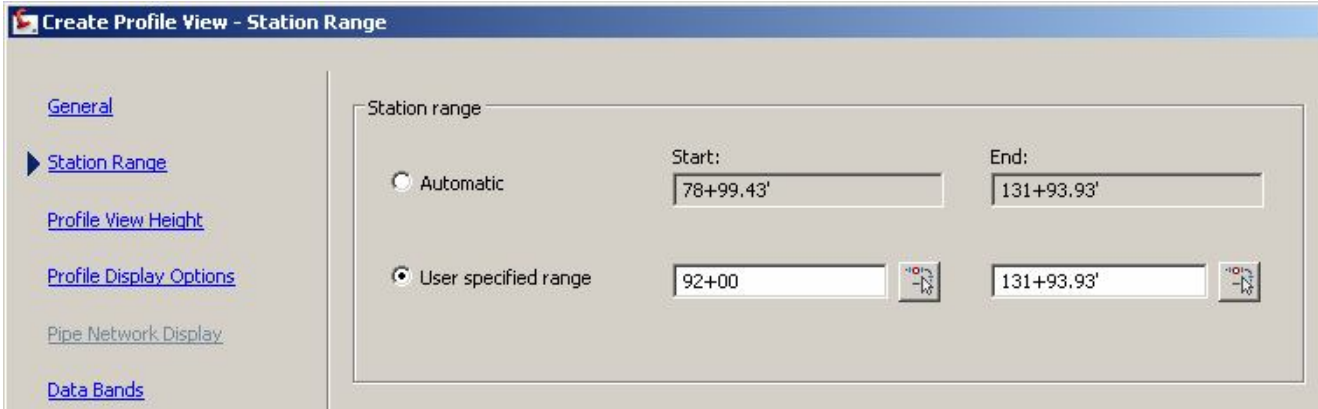 Create Profile View - Station Range
General
Station Range
Profile View Height
Profile Display Options
Pipe Network Display
Data Bands
Station range
Start:
End:
Automatic
78+99.43'
131+93.93'
User specified range
92+00
131+93.93'